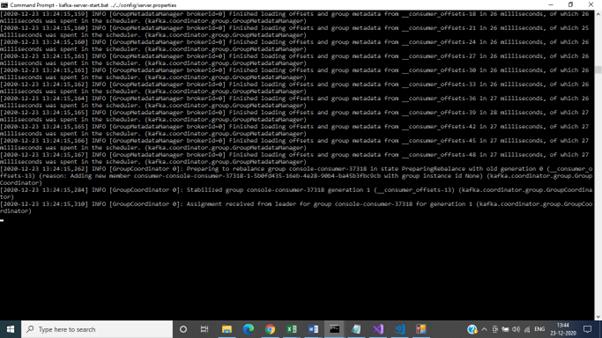 Command Prompt - kafka-server-start.bat ../../config/server.properties
[2020-12-23 13:24:15,159] INFO [GroupMetadataManager brokerId=0] Finished loading offsets and group metadata from __consumer_offsets-18 in 26 milliseconds, of which 26
milliseconds was spent in the scheduler. (kafka.coordinator.group.GroupMetadataManager)
[2020-12-23 13:24:15,160] INFO [GroupMetadataManager brokerId=0] Finished loading offsets and group metadata from __consumer_offsets-21 in 26 milliseconds, of which 25
milliseconds was spent in the scheduler. (kafka.coordinator.group.GroupMetadataManager)
[2020-12-23 13:24:15,160] INFO [GroupMetadataManager brokerId=0] Finished loading offsets and group metadata from __consumer_offsets-24 in 26 milliseconds, of which 26
milliseconds was spent in the scheduler. (kafka.coordinator.group.GroupMetadataManager)
[2020-12-23 13:24:15,161] INFO [GroupMetadataManager brokerId=0] Finished loading offsets and group metadata from __consumer_offsets-27 in 26 milliseconds, of which 26
milliseconds was spent in the scheduler. (kafka.coordinator.group.GroupMetadataManager)
[2020-12-23 13:24:15,161] INFO [GroupMetadataManager brokerId=0] Finished loading offsets and group metadata from __consumer_offsets-30 in 26 milliseconds, of which 26
milliseconds was spent in the scheduler. (kafka.coordinator.group.GroupMetadataManager)
[2020-12-23 13:24:15,162] INFO [GroupMetadataManager brokerId=0] Finished loading offsets and group metadata from __consumer_offsets-33 in 26 milliseconds, of which 26
milliseconds was spent in the scheduler. (kafka.coordinator.group.GroupMetadataManager)
[2020-12-23 13:24:15,164] INFO [GroupMetadataManager brokerId=0] Finished loading offsets and group metadata from __consumer_offsets-36 in 27 milliseconds, of which 26
milliseconds was spent in the scheduler. (kafka.coordinator.group.GroupMetadataManager)
[2020-12-23 13:24:15,165] INFO [GroupMetadataManager brokerId=0] Finished loading offsets and group metadata from __consumer_offsets-39 in 28 milliseconds, of which 27
milliseconds was spent in the scheduler. (kafka.coordinator.group.GroupMetadataManager)
[2020-12-23 13:24:15,165] INFO [GroupMetadataManager brokerId=0] Finished loading offsets and group metadata from __consumer_offsets-42 in 27 milliseconds, of which 27
milliseconds was spent in the scheduler. (kafka.coordinator.group.GroupMetadataManager)
[2020-12-23 13:24:15,166] INFO [GroupMetadataManager brokerId=0] Finished loading offsets and group metadata from __consumer_offsets-45 in 27 milliseconds, of which 27
milliseconds was spent in the scheduler. (kafka.coordinator.group.GroupMetadataManager)
[2020-12-23 13:24:15,167] INFO [GroupMetadataManager brokerId=0] Finished loading offsets and group metadata from __consumer_offsets-48 in 27 milliseconds, of which 27
milliseconds was spent in the scheduler. (kafka.coordinator.group.GroupMetadataManager)
[2020-12-23 13:24:15,262] INFO [GroupCoordinator 0]: Preparing to rebalance group console-consumer-37318 in state PreparingRebalance with old generation 0 (__consumer_o
ffsets-13) (reason: Adding new member consumer-console-consumer-37318-1-5b0fd435-16eb-4e28-90b4-ba45b3fbc9cb with group instance id None) (kafka.coordinator.group.Group
Coordinator)
[2020-12-23 13:24:15,284] INFO [GroupCoordinator 0]: Stabilized group console-consumer-37318 generation 1 (__consumer_offsets-13) (kafka.coordinator.group.GroupCoordina
tor)
[2020-12-23 13:24:15,310] INFO [GroupCoordinator 0]: Assignment received from leader for group console-consumer-37318 for generation 1 (kafka.coordinator.group.GroupCoo
rdinator)
Type here to search
ENG
13:44
23-12-2020